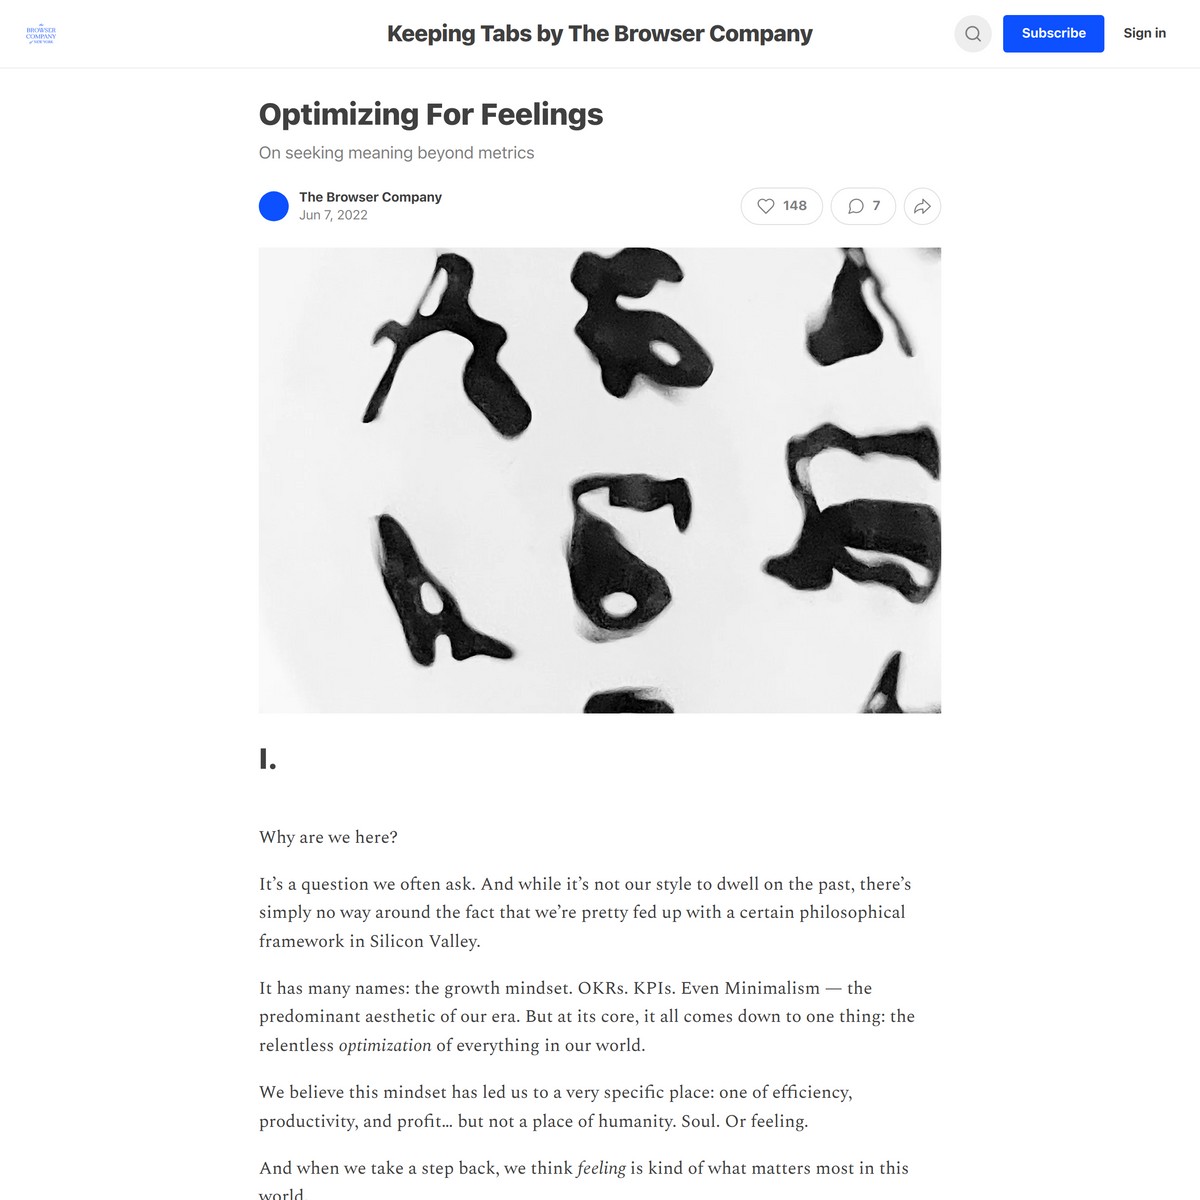 the
BROWSER
COMPANY
of NEW YORK
Keeping Tabs by The Browser Company
Subscribe
Sign in
Optimizing For Feelings
On seeking meaning beyond metrics
The Browser Company
Jun 7, 2022
148
7
I.
Why are we here?
It’s a question we often ask. And while it’s not our style to dwell on the past, there’s
simply no way around the fact that we’re pretty fed up with a certain philosophical
framework in Silicon Valley.
It has many names: the growth mindset. OKRs. KPIs. Even Minimalism — the
predominant aesthetic of our era. But at its core, it all comes down to one thing: the
relentless optimization of everything in our world.
We believe this mindset has led us to a very specific place: one of efficiency,
productivity, and profit… but not a place of humanity. Soul. Or feeling.
And when we take a step back, we think feeling is kind of what matters most in this
world.